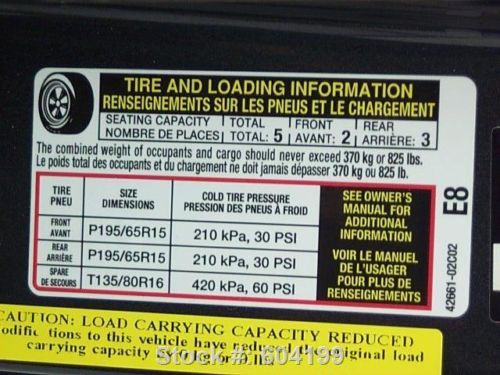 TIRE AND LOADING INFORMATION
RENSEIGNEMENTS SUR LES PNEUS ET LE CHARGEMENT
SEATING CAPACITY TOTAL FRONT REAR
NOMBRE DE PLACES TOTAL: 5 AVANT: 2 ARRIÈRE: 3
The combined weight of occupants and cargo should never exceed 370 kg or 825 lbs.
Le poids total des occupants et du chargement ne doit jamais dépasser 370 kg ou 825 lb.
TIRE PNEU
SIZE DIMENSIONS
COLD TIRE PRESSURE
PRESSION DES PNEUS À FROID
FRONT AVANT P195/65R15 210 kPa, 30 PSI
REAR ARRIÈRE P195/65R15 210 kPa, 30 PSI
SPARE DE SECOURS T135/80R16 420 kPa, 60 PSI
SEE OWNER'S
MANUAL FOR
ADDITIONAL
INFORMATION
VOIR LE MANUEL
DE L'USAGER
POUR PLUS DE
RENSEIGNEMENTS
E8
42661-02C02
CAUTION: LOAD CARRYING CAPACITY REDUCED
tions to this vehicle have reduced the original load
carrying capacity
Stock #: 604199